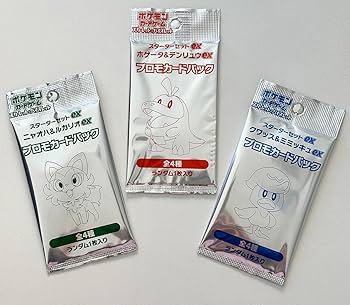 ポケモン
カードゲーム
スターターセットex
ニャオハ&ルカリオex
プロモカードパック
全4種
ランダム1枚入り
ポケモン
カードゲーム
スターターセットex
ホゲータ&デンリュウex
プロモカードパック
全4種
ランダム1枚入り
ポケモン
カードゲーム
スターターセットex
クワッス&ミミッキュex
プロモカードパック
全4種
ランダム1枚入り